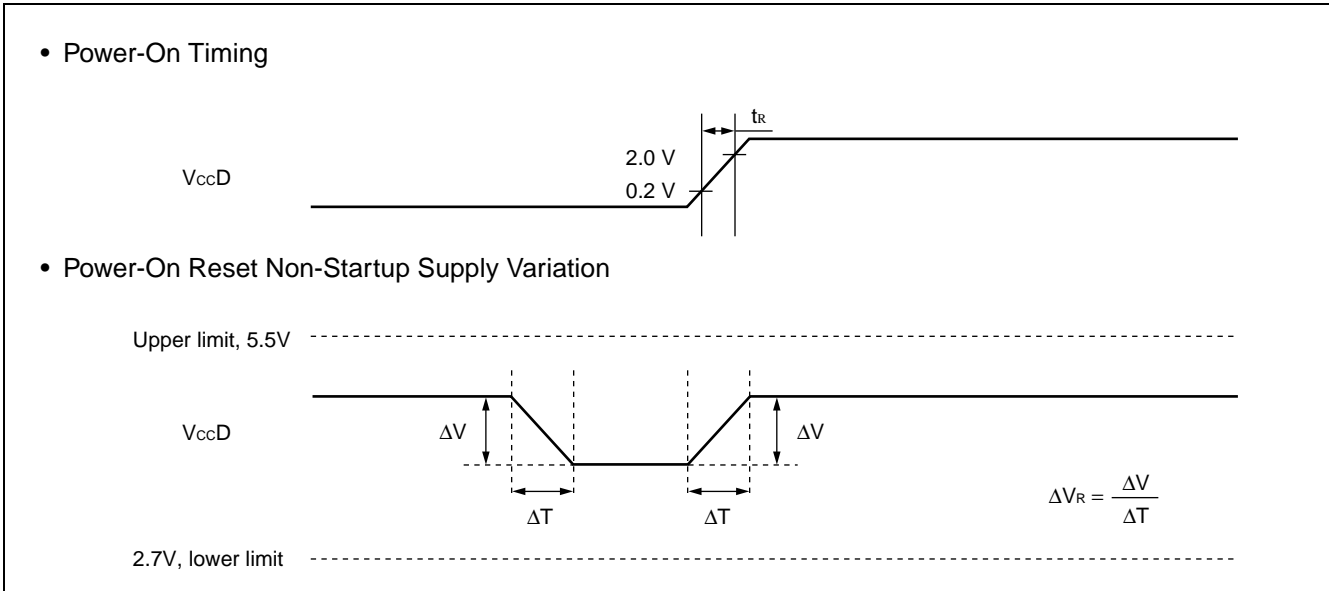 • Power-On Timing
tR
2.0 V
VccD
0.2 V
• Power-On Reset Non-Startup Supply Variation
Upper limit, 5.5V
VccD
ΔV
ΔV
ΔVR = ΔV / ΔT
ΔT
ΔT
2.7V, lower limit